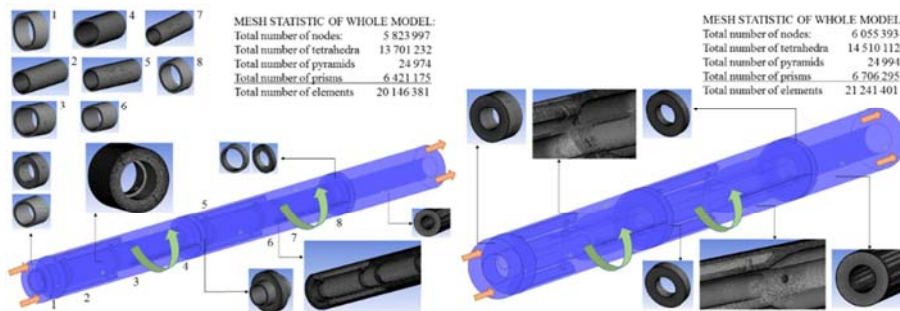 1
4
7
2
5
8
3
6
MESH STATISTIC OF WHOLE MODEL:
Total number of nodes: 5 823 997
Total number of tetrahedra 13 701 232
Total number of pyramids 24 974
Total number of prisms 6 421 175
Total number of elements 20 146 381
1
2
3
4
5
6
7
8
MESH STATISTIC OF WHOLE MODEL:
Total number of nodes: 6 055 393
Total number of tetrahedra 14 510 112
Total number of pyramids 24 994
Total number of prisms 6 706 295
Total number of elements 21 241 401